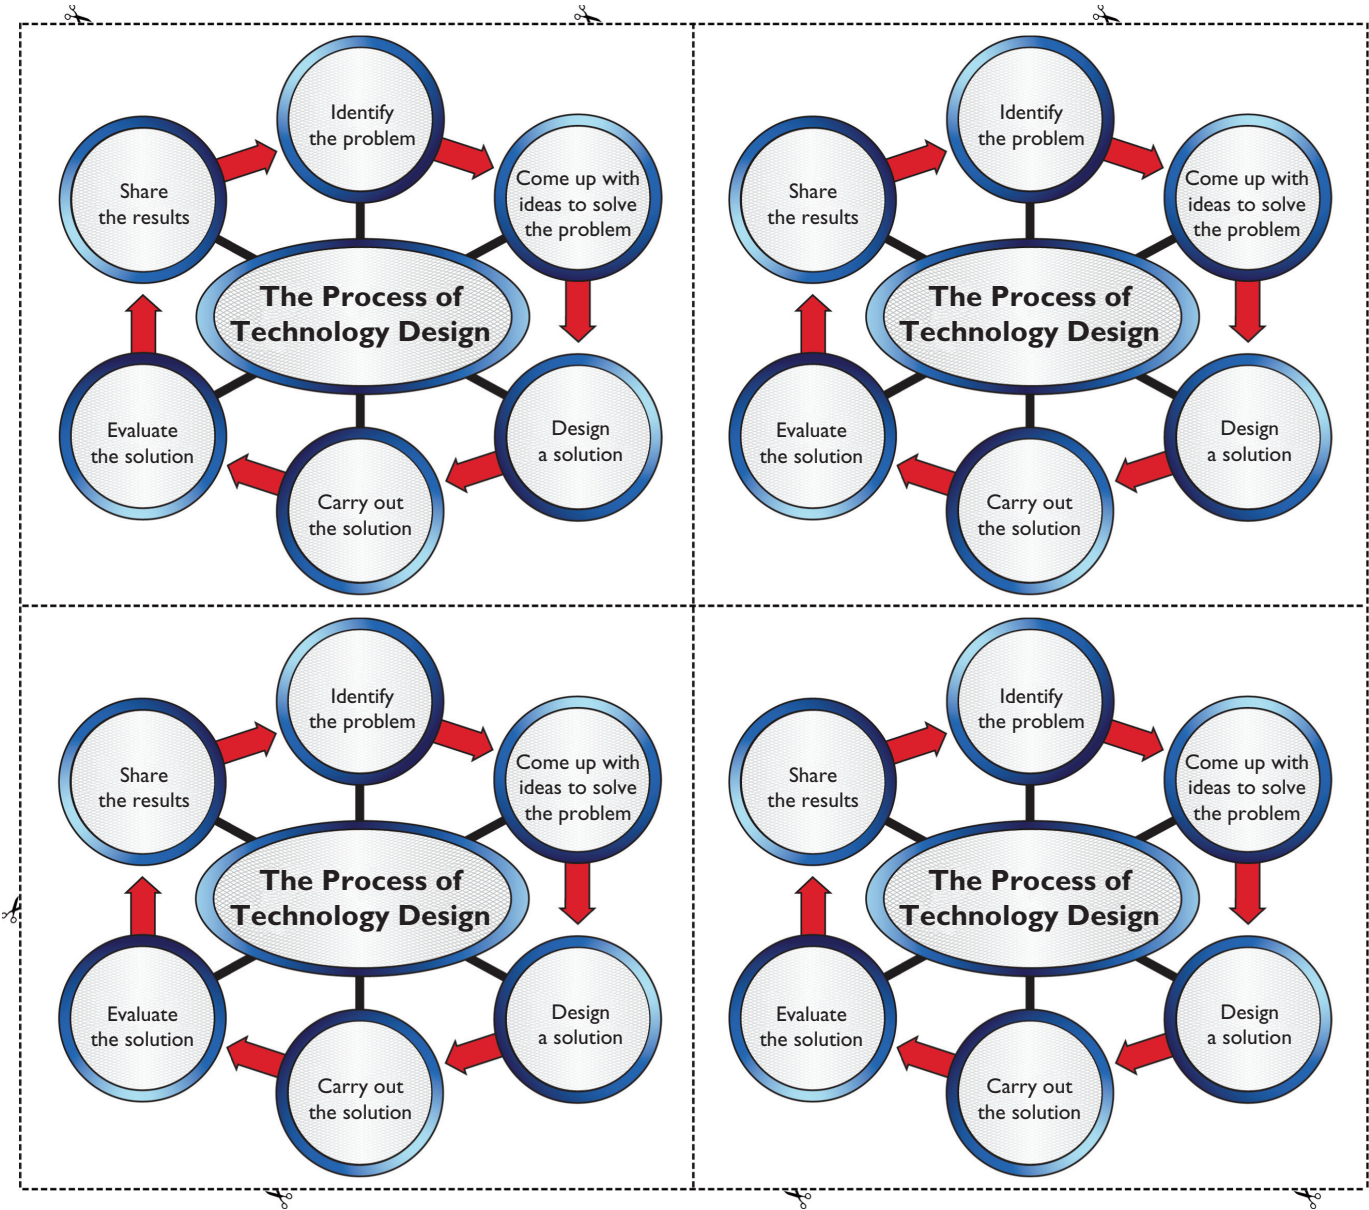 Identify
the problem
Come up with
ideas to solve
the problem
Share
the results
The Process of
Technology Design
Evaluate
the solution
Design
a solution
Carry out
the solution
Identify
the problem
Come up with
ideas to solve
the problem
Share
the results
The Process of
Technology Design
Evaluate
the solution
Design
a solution
Carry out
the solution
Identify
the problem
Come up with
ideas to solve
the problem
Share
the results
The Process of
Technology Design
Evaluate
the solution
Design
a solution
Carry out
the solution
Identify
the problem
Come up with
ideas to solve
the problem
Share
the results
The Process of
Technology Design
Evaluate
the solution
Design
a solution
Carry out
the solution